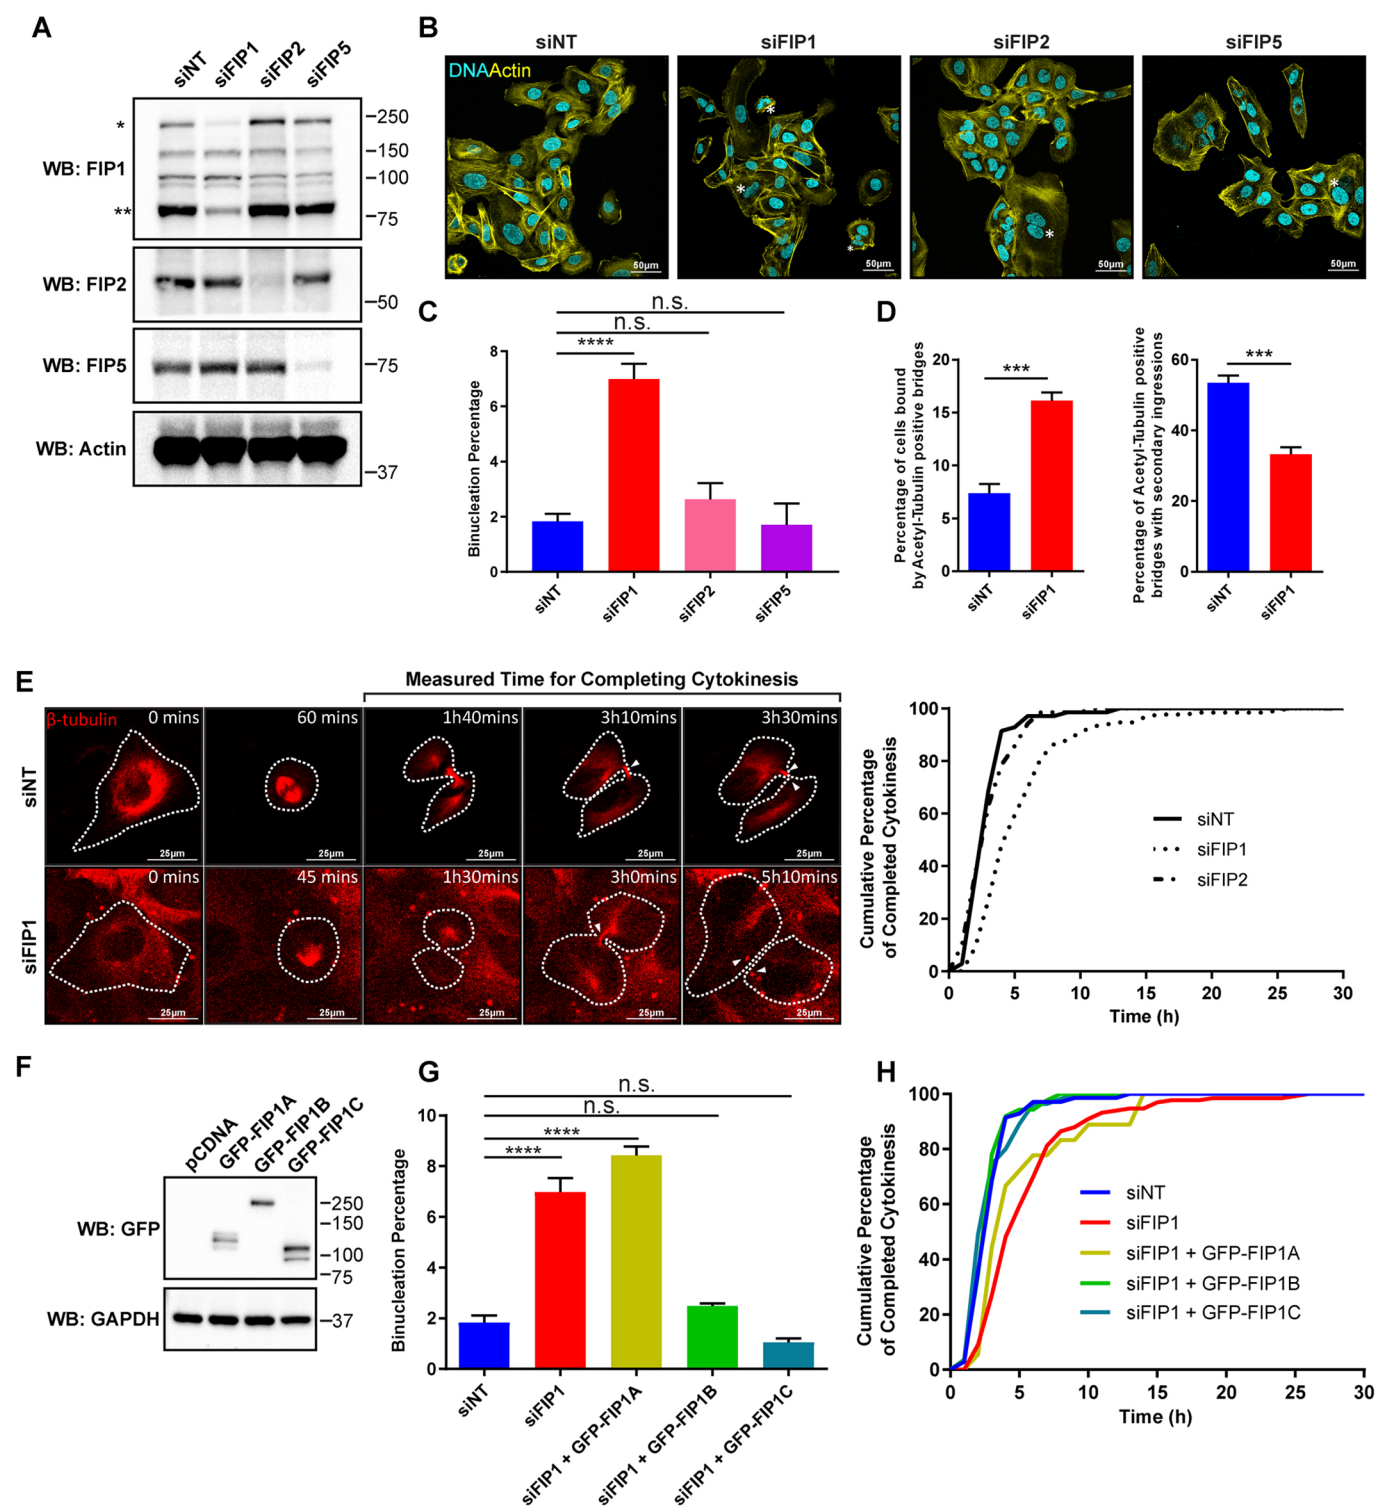 A
siNT
siFIP1
siFIP2
siFIP5
*
WB: FIP1
**
–250
–150
–100
–75
WB: FIP2
–50
WB: FIP5
–75
WB: Actin
–37
B
siNT
siFIP1
siFIP2
siFIP5
DNAActin
*
*
*
*
*
50µm
50µm
50µm
50µm
C
n.s.
n.s.
****
Binucleation Percentage
8
6
4
2
0
siNT
siFIP1
siFIP2
siFIP5
D
Percentage of cells bound
by Acetyl-Tubulin positive bridges
20
15
10
5
0
***
siNT
siFIP1
Percentage of Acetyl-Tubulin positive
bridges with secondary ingressions
60
40
20
0
***
siNT
siFIP1
E
Measured Time for Completing Cytokinesis
siNT
β-tubulin
0 mins
60 mins
1h40mins
3h10mins
3h30mins
25µm
25µm
25µm
25µm
25µm
siFIP1
0 mins
45 mins
1h30mins
3h0mins
5h10mins
25µm
25µm
25µm
25µm
25µm
Cumulative Percentage
of Completed Cytokinesis
100
80
60
40
20
0
siNT
siFIP1
siFIP2
0
5
10
15
20
25
30
Time (h)
F
pCDNA
GFP-FIP1A
GFP-FIP1B
GFP-FIP1C
WB: GFP
–250
–150
–100
–75
WB: GAPDH
–37
G
n.s.
n.s.
****
****
Binucleation Percentage
10
8
6
4
2
0
siNT
siFIP1
siFIP1 + GFP-FIP1A
siFIP1 + GFP-FIP1B
siFIP1 + GFP-FIP1C
H
Cumulative Percentage
of Completed Cytokinesis
100
80
60
40
20
0
siNT
siFIP1
siFIP1 + GFP-FIP1A
siFIP1 + GFP-FIP1B
siFIP1 + GFP-FIP1C
0
5
10
15
20
25
30
Time (h)